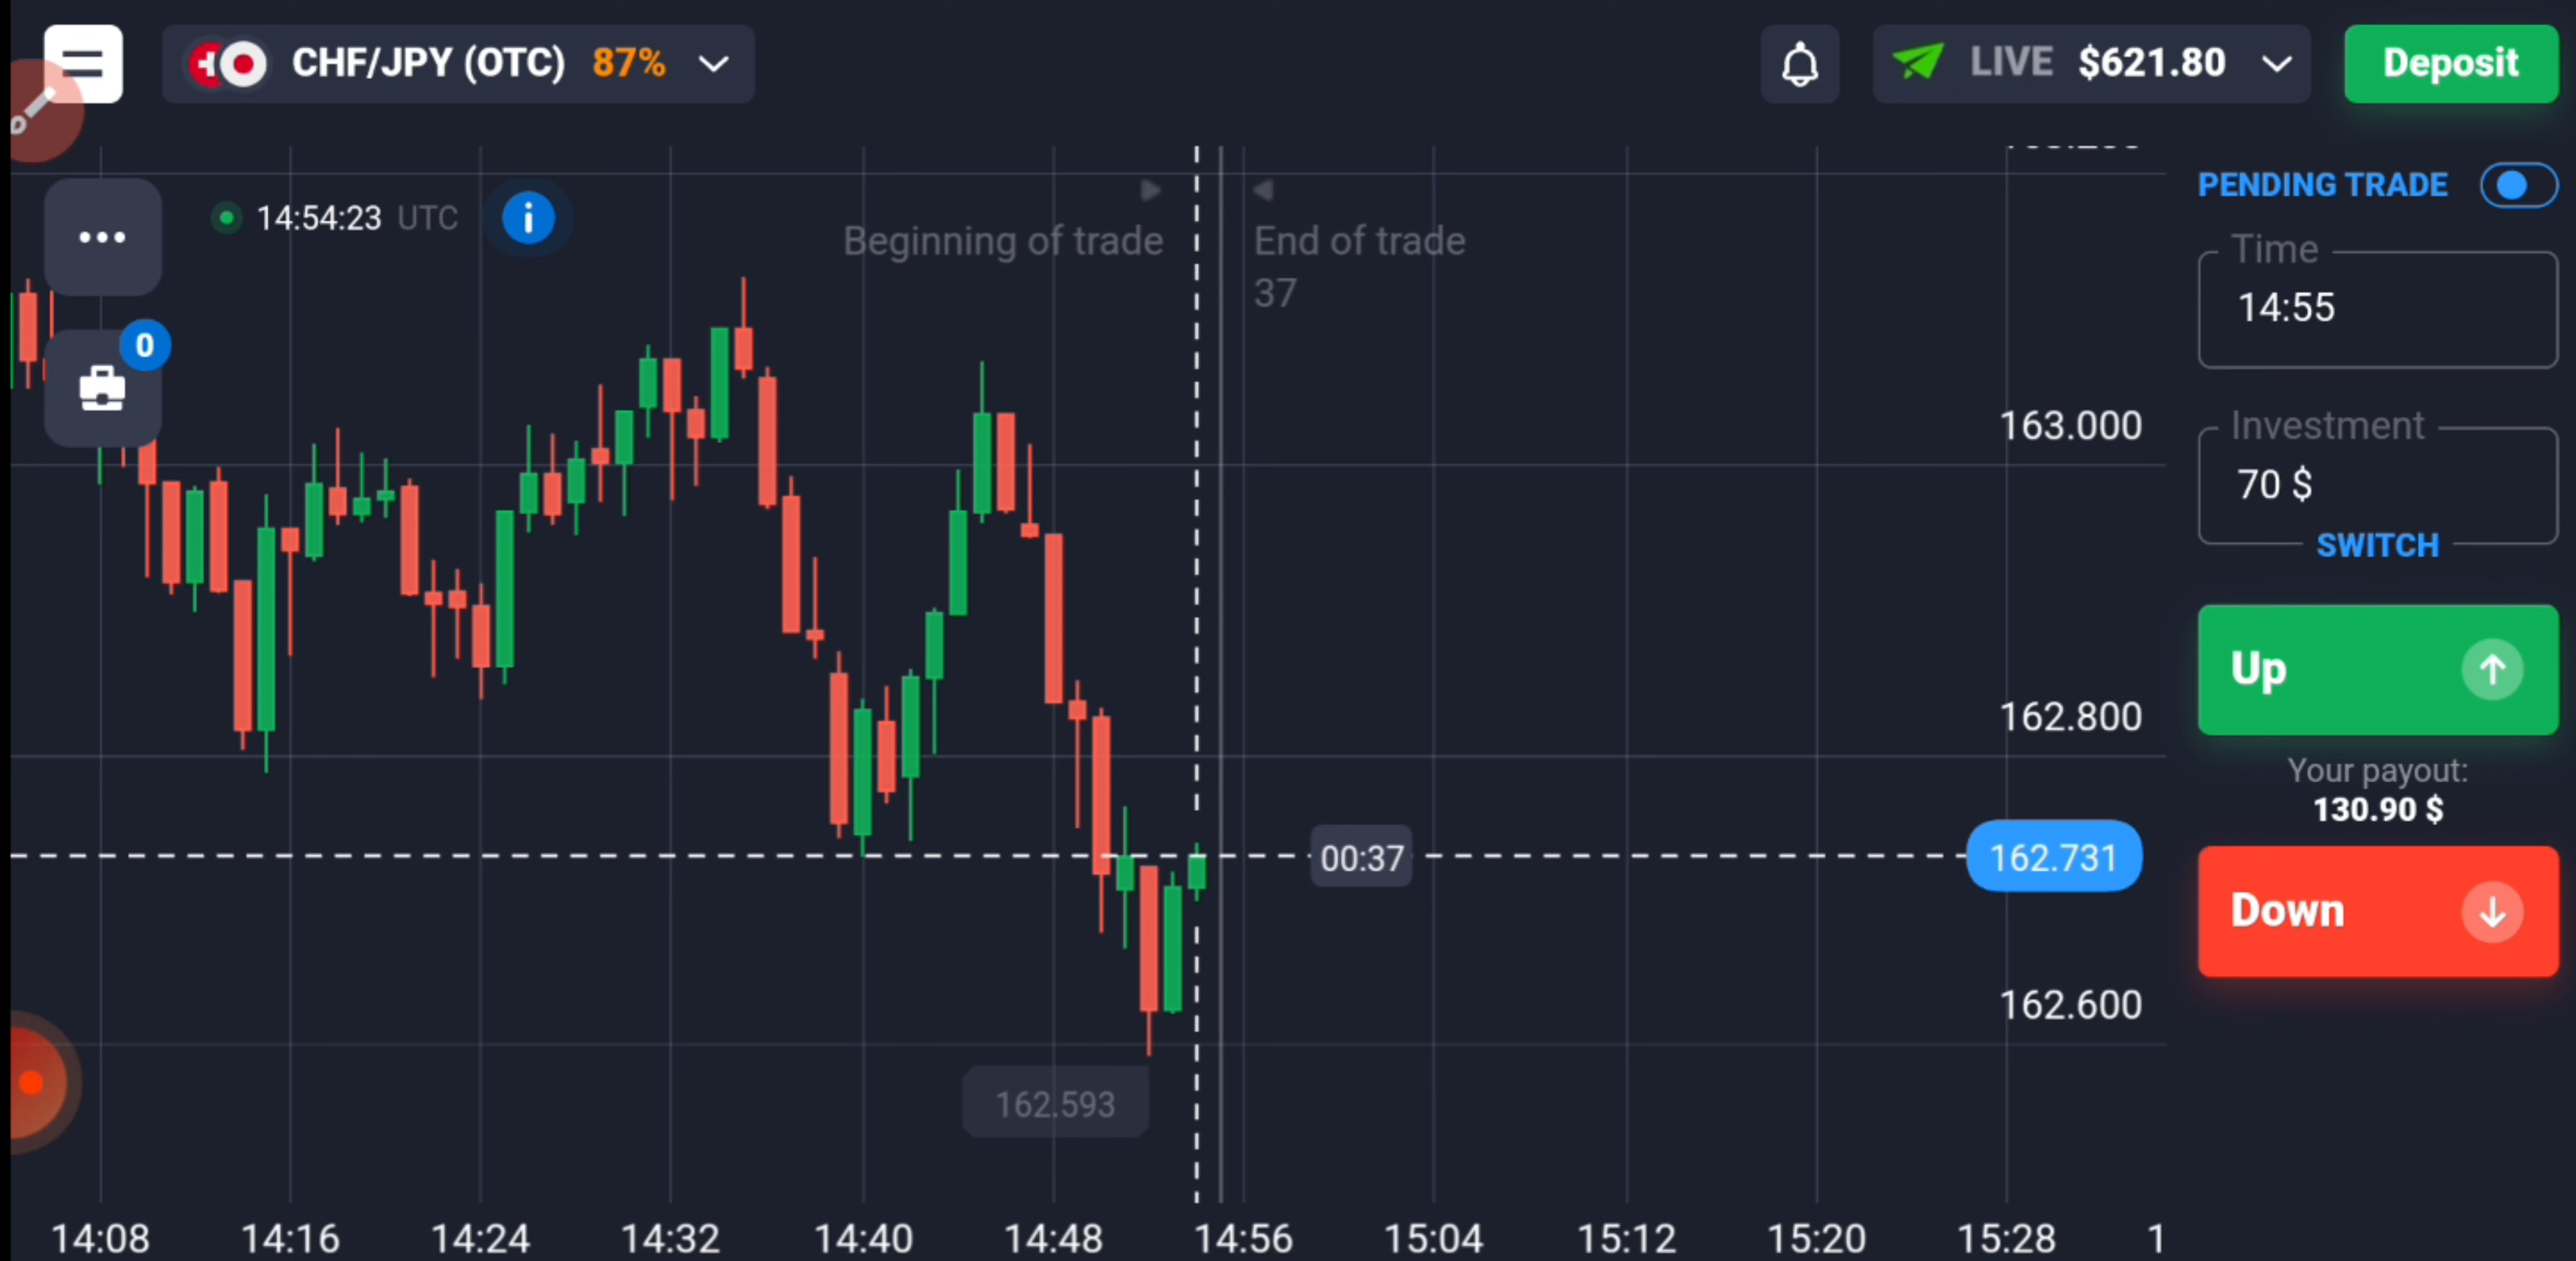 CHF/JPY (OTC) 87%
LIVE $621.80
Deposit
14:54:23 UTC
Beginning of trade
End of trade
37
PENDING TRADE
Time
14:55
0
163.000
Investment
70 $
SWITCH
Up
162.800
Your payout:
130.90 $
00:37
162.731
Down
162.600
162.593
14:08 14:16 14:24 14:32 14:40 14:48 14:56 15:04 15:12 15:20 15:28 1